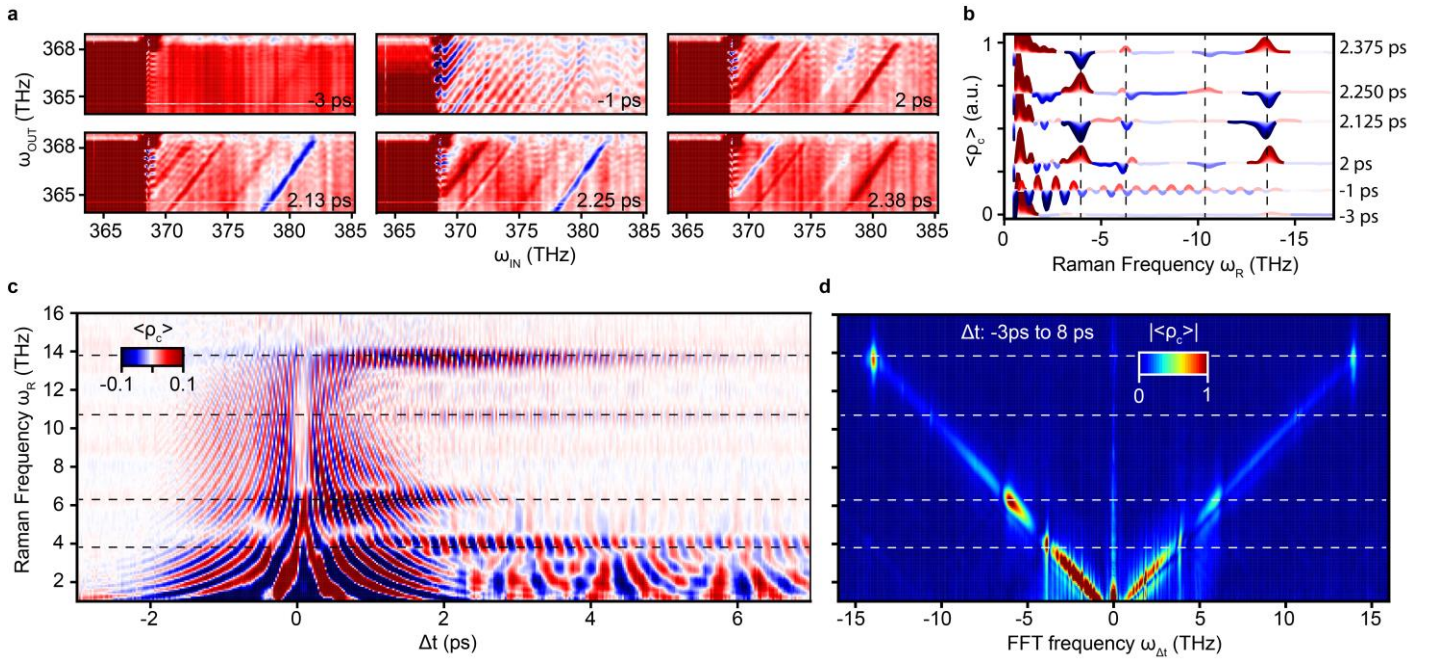 a
ω_OUT (THz)
368
365
-3 ps
-1 ps
2 ps
368
365
2.13 ps
2.25 ps
2.38 ps
365 370 375 380 385
365 370 375 380 385
365 370 375 380 385
ω_IN (THz)
b
<ρ_c> (a.u.)
1
0
2.375 ps
2.250 ps
2.125 ps
2 ps
-1 ps
-3 ps
0 -5 -10 -15
Raman Frequency ω_R (THz)
c
Raman Frequency ω_R (THz)
16
14
12
10
8
6
4
2
<ρ_c>
-0.1 0.1
-2 0 2 4 6
Δt (ps)
d
Δt: -3ps to 8 ps
|<ρ_c>|
0 1
-15 -10 -5 0 5 10 15
FFT frequency ω_Δt (THz)